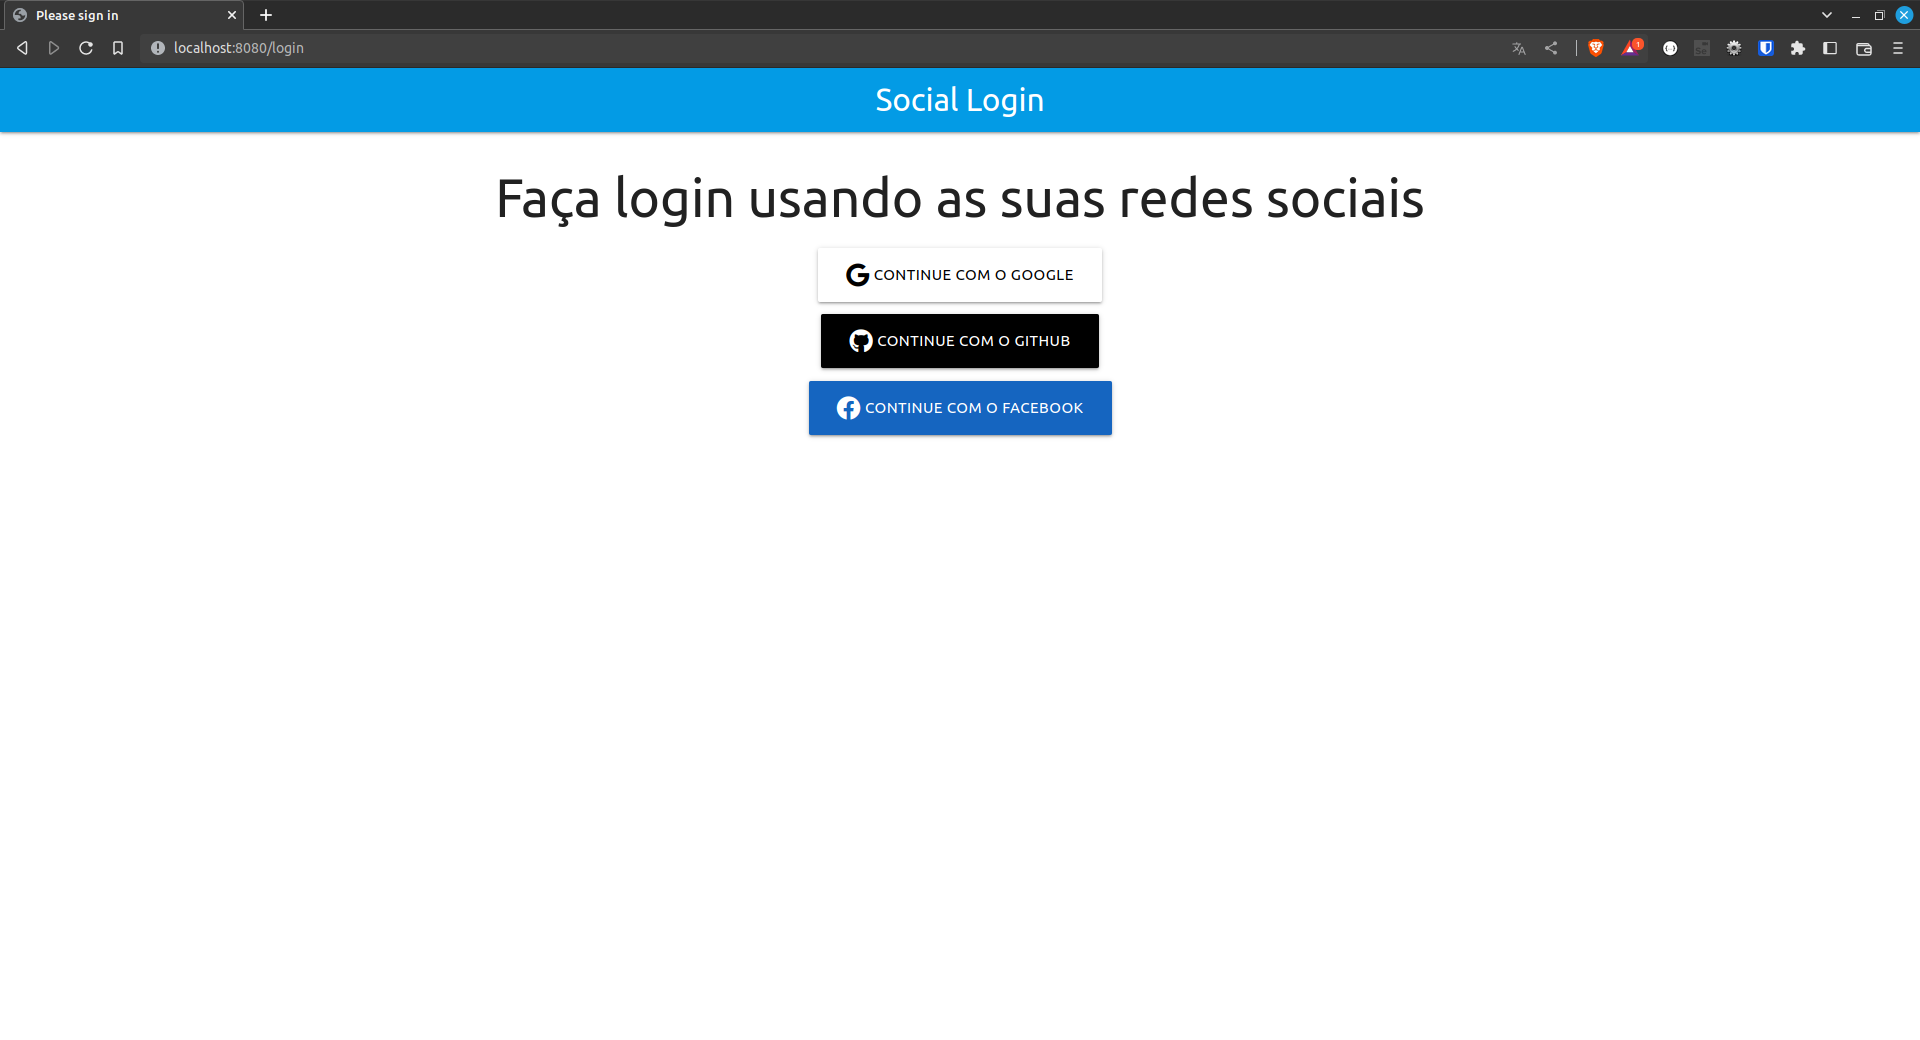 Please sign in
localhost:8080/login
1
Social Login
Faça login usando as suas redes sociais
CONTINUE COM O GOOGLE
CONTINUE COM O GITHUB
CONTINUE COM O FACEBOOK